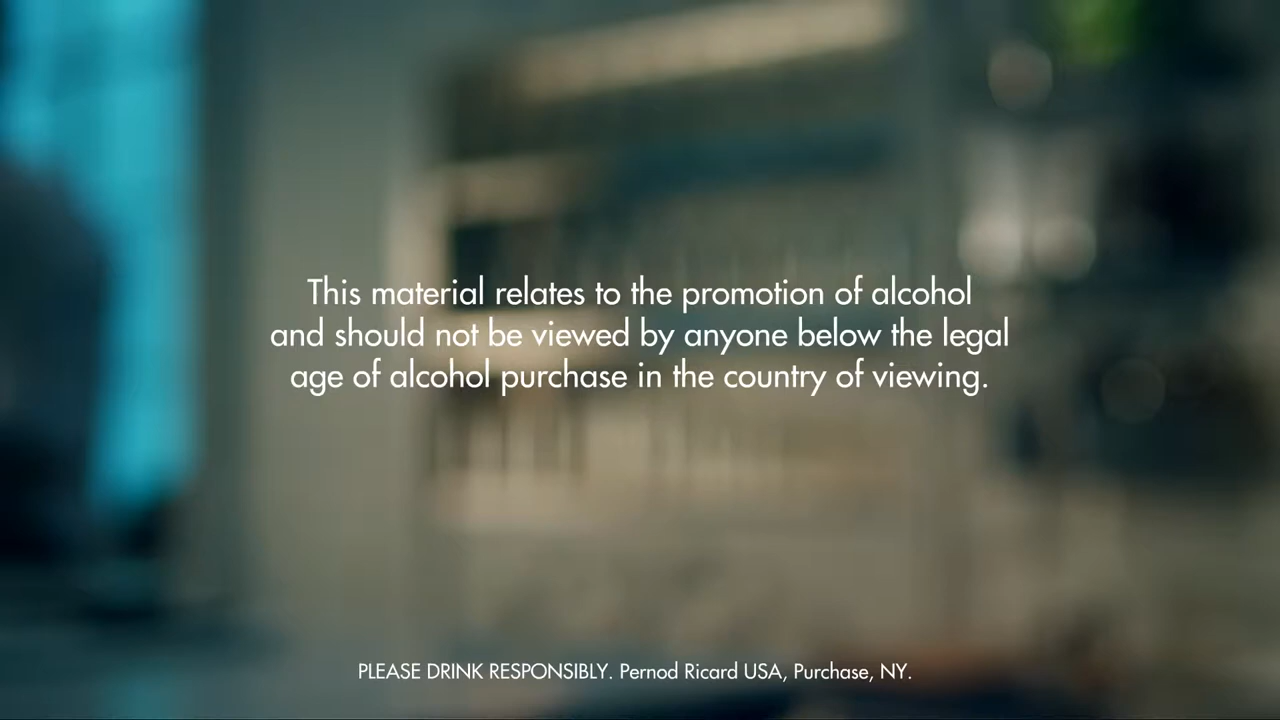 This material relates to the promotion of alcohol
and should not be viewed by anyone below the legal
age of alcohol purchase in the country of viewing.
PLEASE DRINK RESPONSIBLY. Pernod Ricard USA, Purchase, NY.